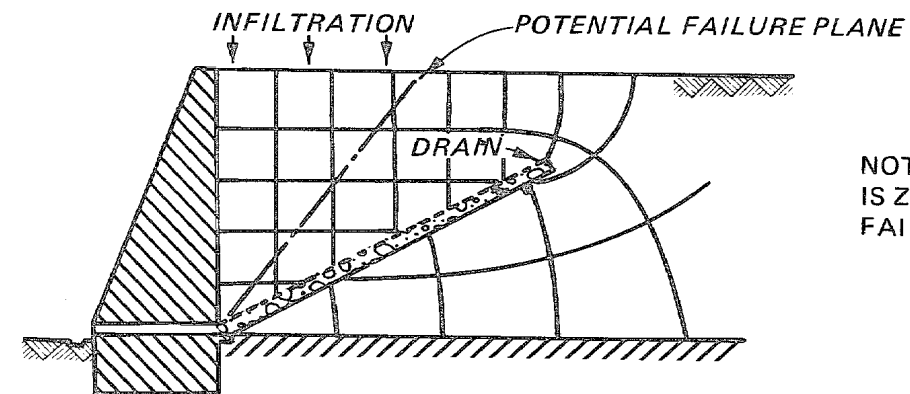 INFILTRATION
POTENTIAL FAILURE PLANE
DRAIN
NOT
IS Z
FAI